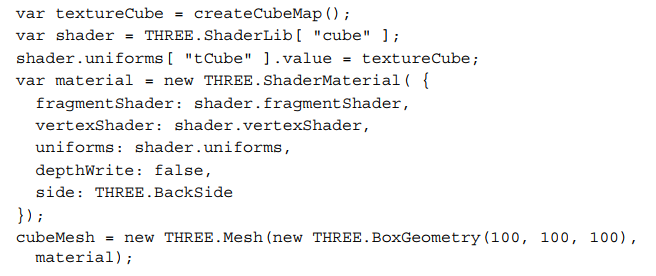 var textureCube = createCubeMap();
var shader = THREE.ShaderLib[ "cube" ];
shader.uniforms[ "tCube" ].value = textureCube;
var material = new THREE.ShaderMaterial( {
  fragmentShader: shader.fragmentShader,
  vertexShader: shader.vertexShader,
  uniforms: shader.uniforms,
  depthWrite: false,
  side: THREE.BackSide
});
cubeMesh = new THREE.Mesh(new THREE.BoxGeometry(100, 100, 100),
  material);